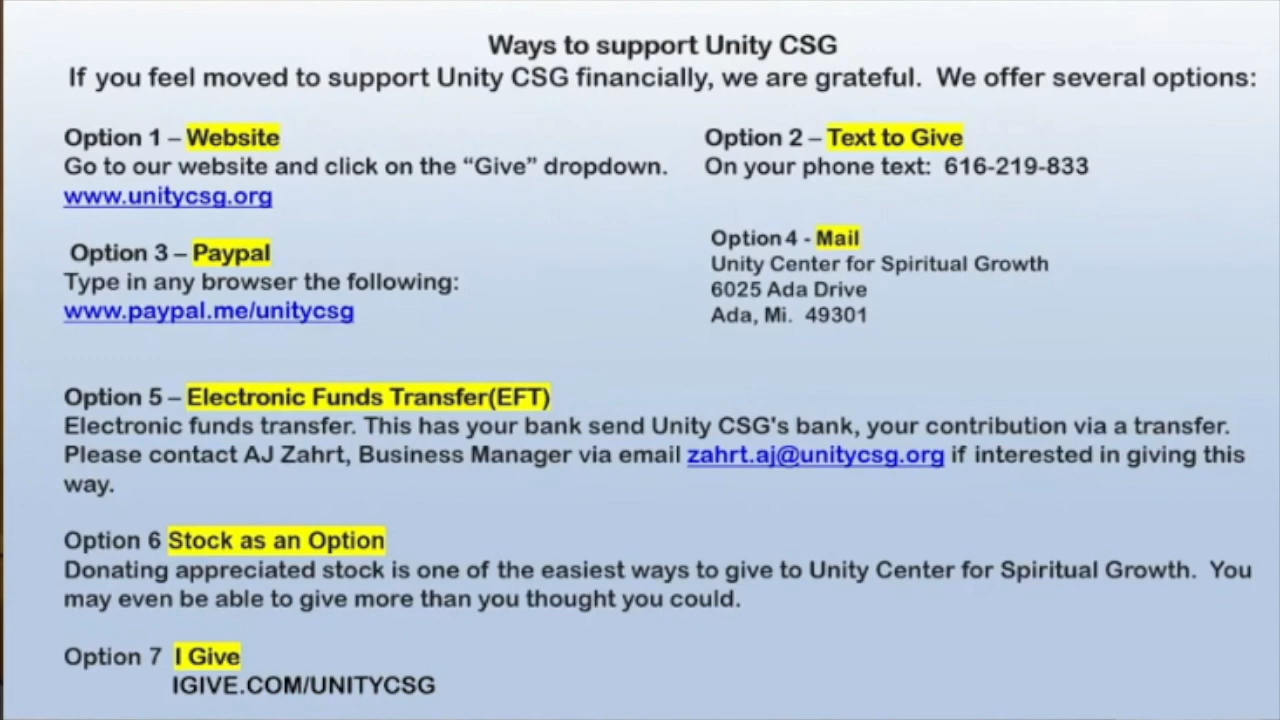 Ways to support Unity CSG
If you feel moved to support Unity CSG financially, we are grateful.  We offer several options:
Option 1 – Website
Go to our website and click on the “Give” dropdown.
www.unitycsg.org
Option 2 – Text to Give
On your phone text:  616-219-833
Option 3 – Paypal
Type in any browser the following:
www.paypal.me/unitycsg
Option 4 - Mail
Unity Center for Spiritual Growth
6025 Ada Drive
Ada, Mi.  49301
Option 5 – Electronic Funds Transfer(EFT)
Electronic funds transfer. This has your bank send Unity CSG's bank, your contribution via a transfer.
Please contact AJ Zahrt, Business Manager via email zahrt.aj@unitycsg.org if interested in giving this
way.
Option 6 Stock as an Option
Donating appreciated stock is one of the easiest ways to give to Unity Center for Spiritual Growth.  You
may even be able to give more than you thought you could.
Option 7  I Give
IGIVE.COM/UNITYCSG